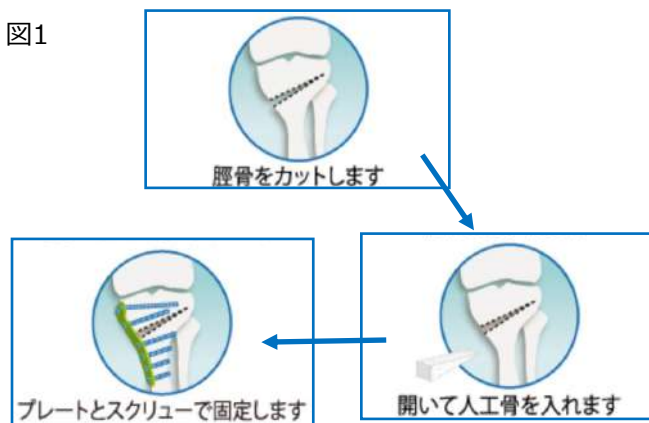 図1
脛骨をカットします
開いて人工骨を入れます
プレートとスクリューで固定します